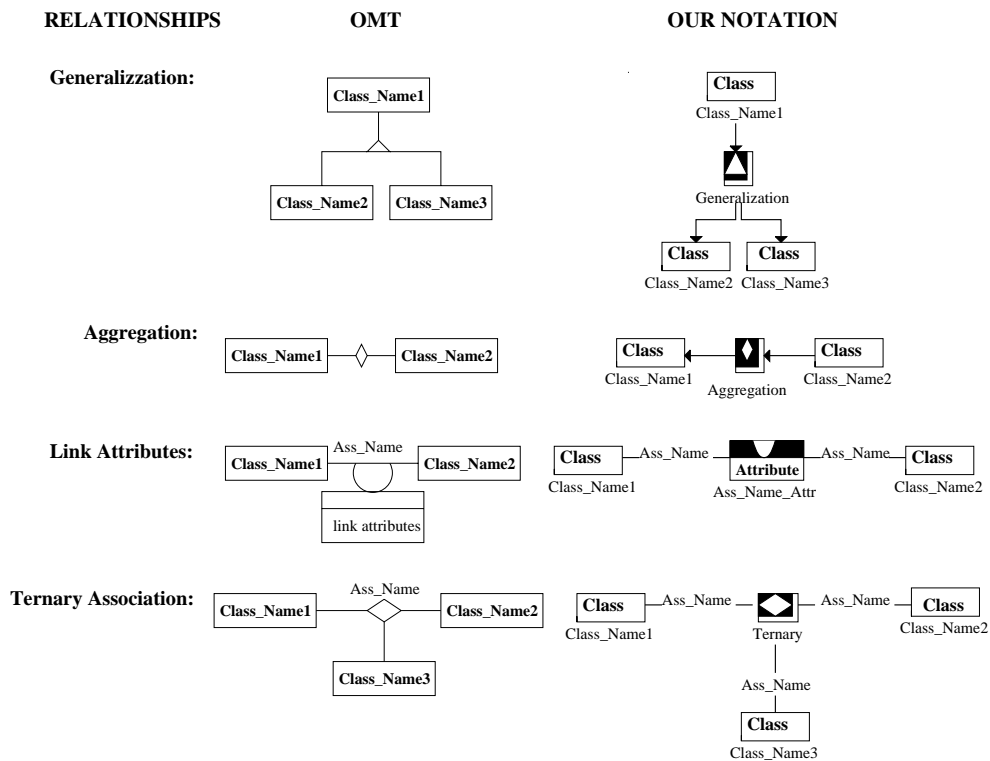 RELATIONSHIPS OMT OUR NOTATION
Generalizzation:
Class_Name1
Class_Name2 Class_Name3
Class
Class_Name1
Generalization
Class Class
Class_Name2 Class_Name3
Aggregation:
Class_Name1 Class_Name2
Class Class
Class_Name1 Aggregation Class_Name2
Link Attributes:
Class_Name1 Ass_Name Class_Name2
link attributes
Class Ass_Name Attribute Ass_Name Class
Class_Name1 Ass_Name_Attr Class_Name2
Ternary Association:
Ass_Name
Class_Name1 Class_Name2
Class_Name3
Class Ass_Name Ass_Name Class
Class_Name1 Ternary Class_Name2
Ass_Name
Class
Class_Name3